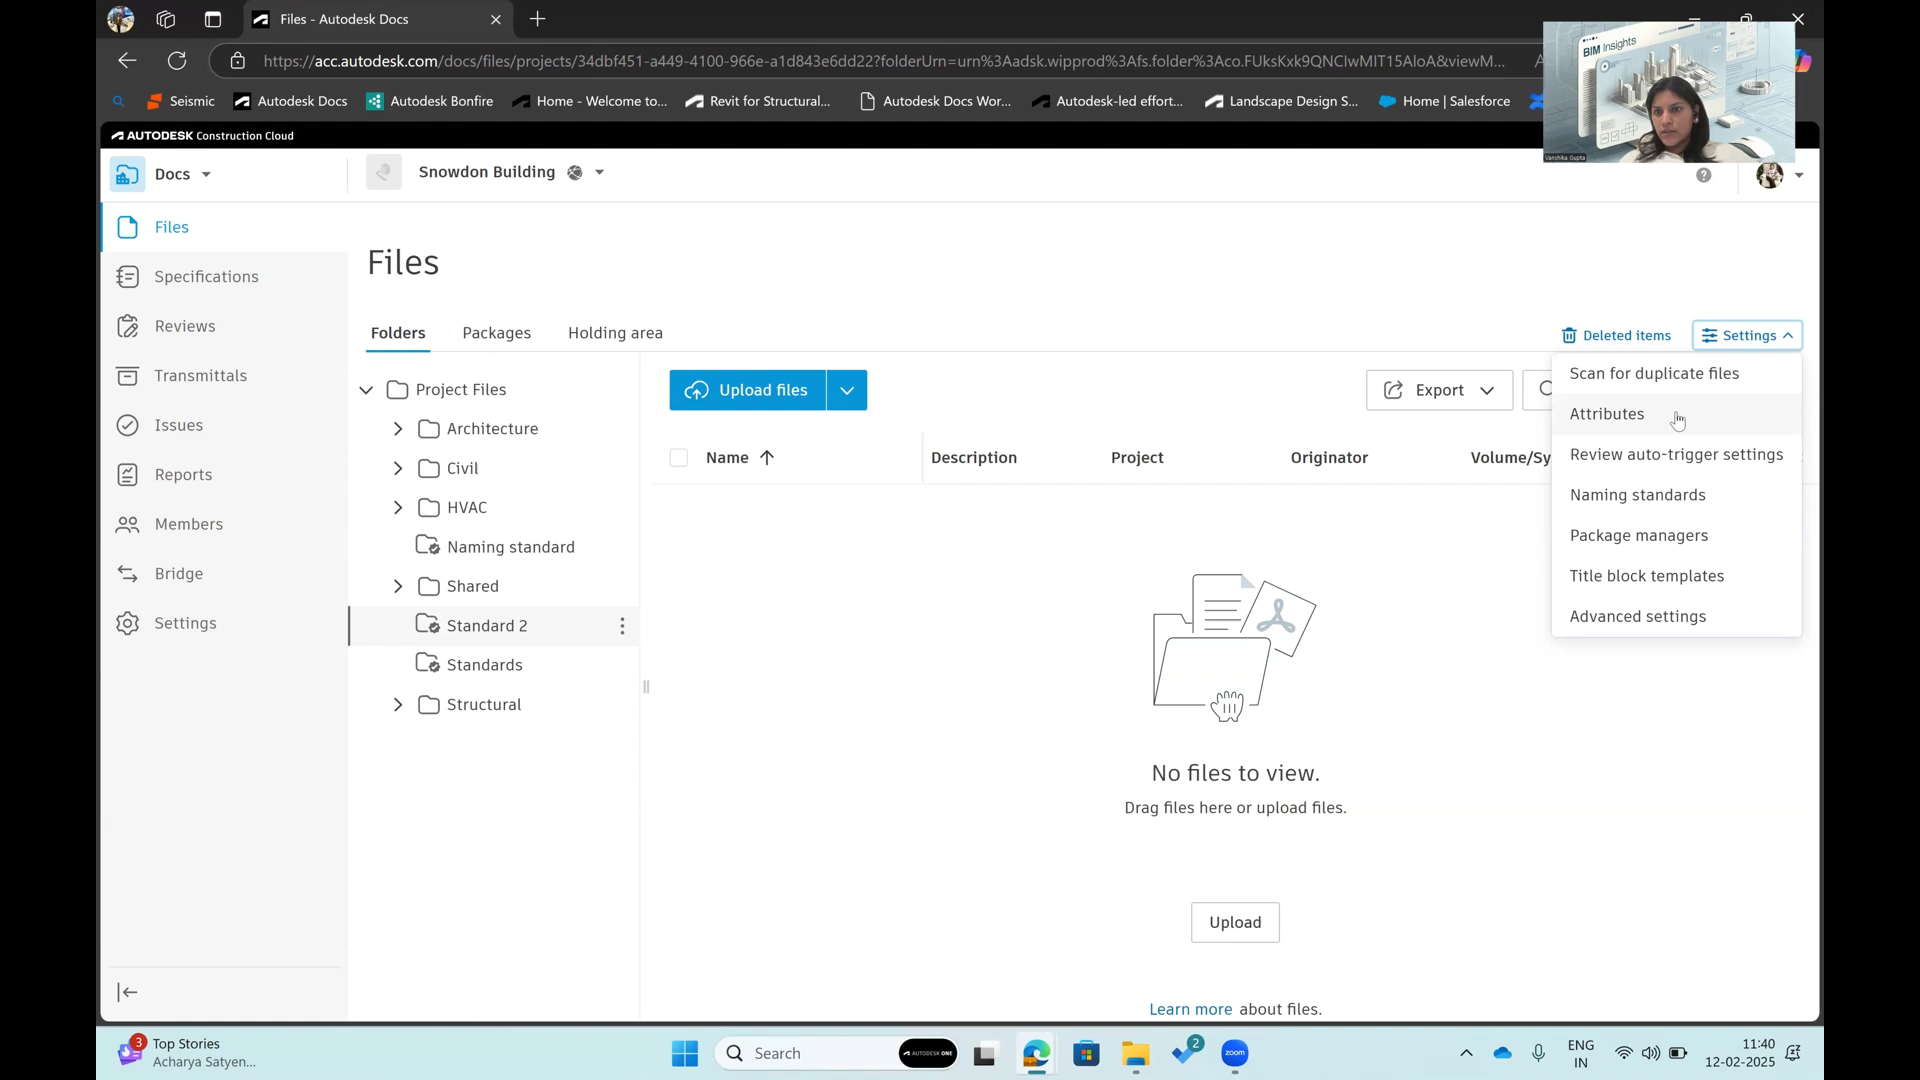 Files - Autodesk Docs
https://acc.autodesk.com/docs/files/projects/34dbf451-a449-4100-966e-a1d843e6dd22?folderUrn=urn%3Aadsk.wipprod%3Afs.folder%3Aco.FUksKxk9QNCIwMIT15AloA&viewM...
BIM Insights
Vanshika Gupta
Seismic
Autodesk Docs
Autodesk Bonfire
Home - Welcome to...
Revit for Structural...
Autodesk Docs Wor...
Autodesk-led effort...
Landscape Design S...
Home | Salesforce
AUTODESK Construction Cloud
Docs
Snowdon Building
Files
Specifications
Reviews
Transmittals
Issues
Reports
Members
Bridge
Settings
Files
Folders
Packages
Holding area
Deleted items
Settings
Project Files
Architecture
Civil
HVAC
Naming standard
Shared
Standard 2
Standards
Structural
Upload files
Export
Name
Description
Project
Originator
Volume/Sy
Scan for duplicate files
Attributes
Review auto-trigger settings
Naming standards
Package managers
Title block templates
Advanced settings
No files to view.
Drag files here or upload files.
Upload
Learn more about files.
3
Top Stories
Acharya Satyen...
Search
AUTODESK ONE
2
zoom
ENG
IN
11:40
12-02-2025